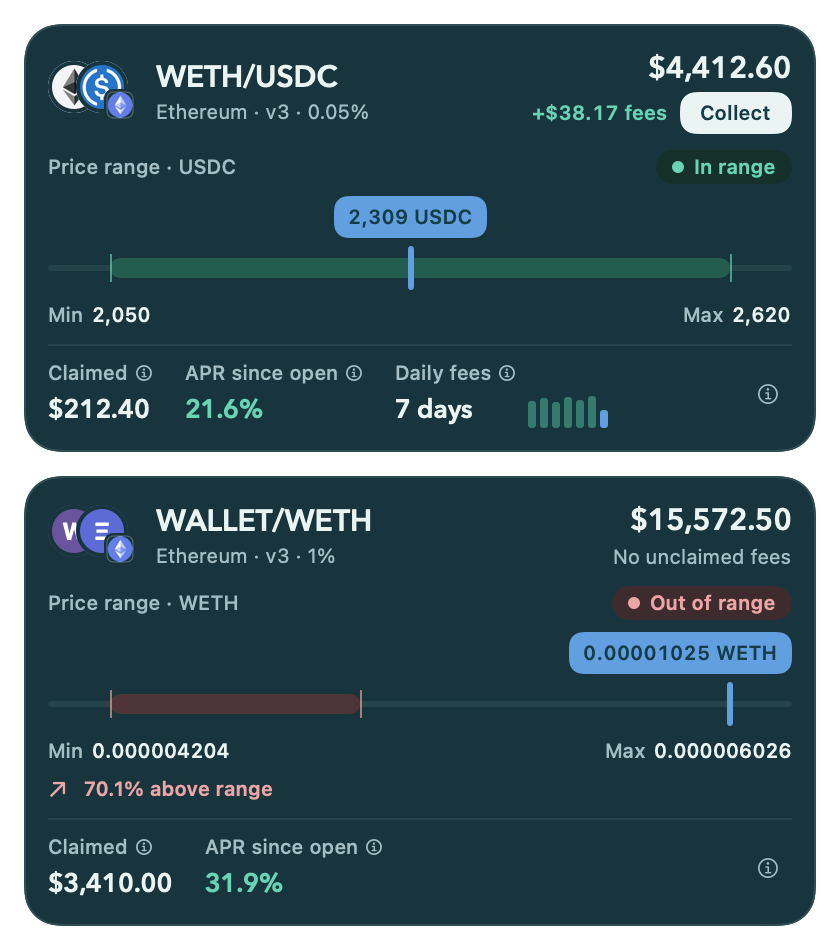 WETH/USDC
$4,412.60
Ethereum · v3 · 0.05%
+$38.17 fees
Collect
Price range · USDC
In range
2,309 USDC
Min 2,050
Max 2,620
Claimed
APR since open
Daily fees
$212.40
21.6%
7 days
W
WALLET/WETH
$15,572.50
Ethereum · v3 · 1%
No unclaimed fees
Price range · WETH
Out of range
0.00001025 WETH
Min 0.000004204
Max 0.000006026
70.1% above range
Claimed
APR since open
$3,410.00
31.9%